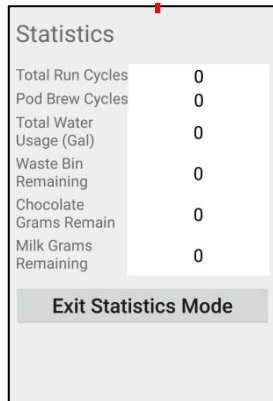 Statistics
Total Run Cycles 0
Pod Brew Cycles 0
Total Water
Usage (Gal) 0
Waste Bin
Remaining 0
Chocolate
Grams Remain 0
Milk Grams
Remaining 0
Exit Statistics Mode